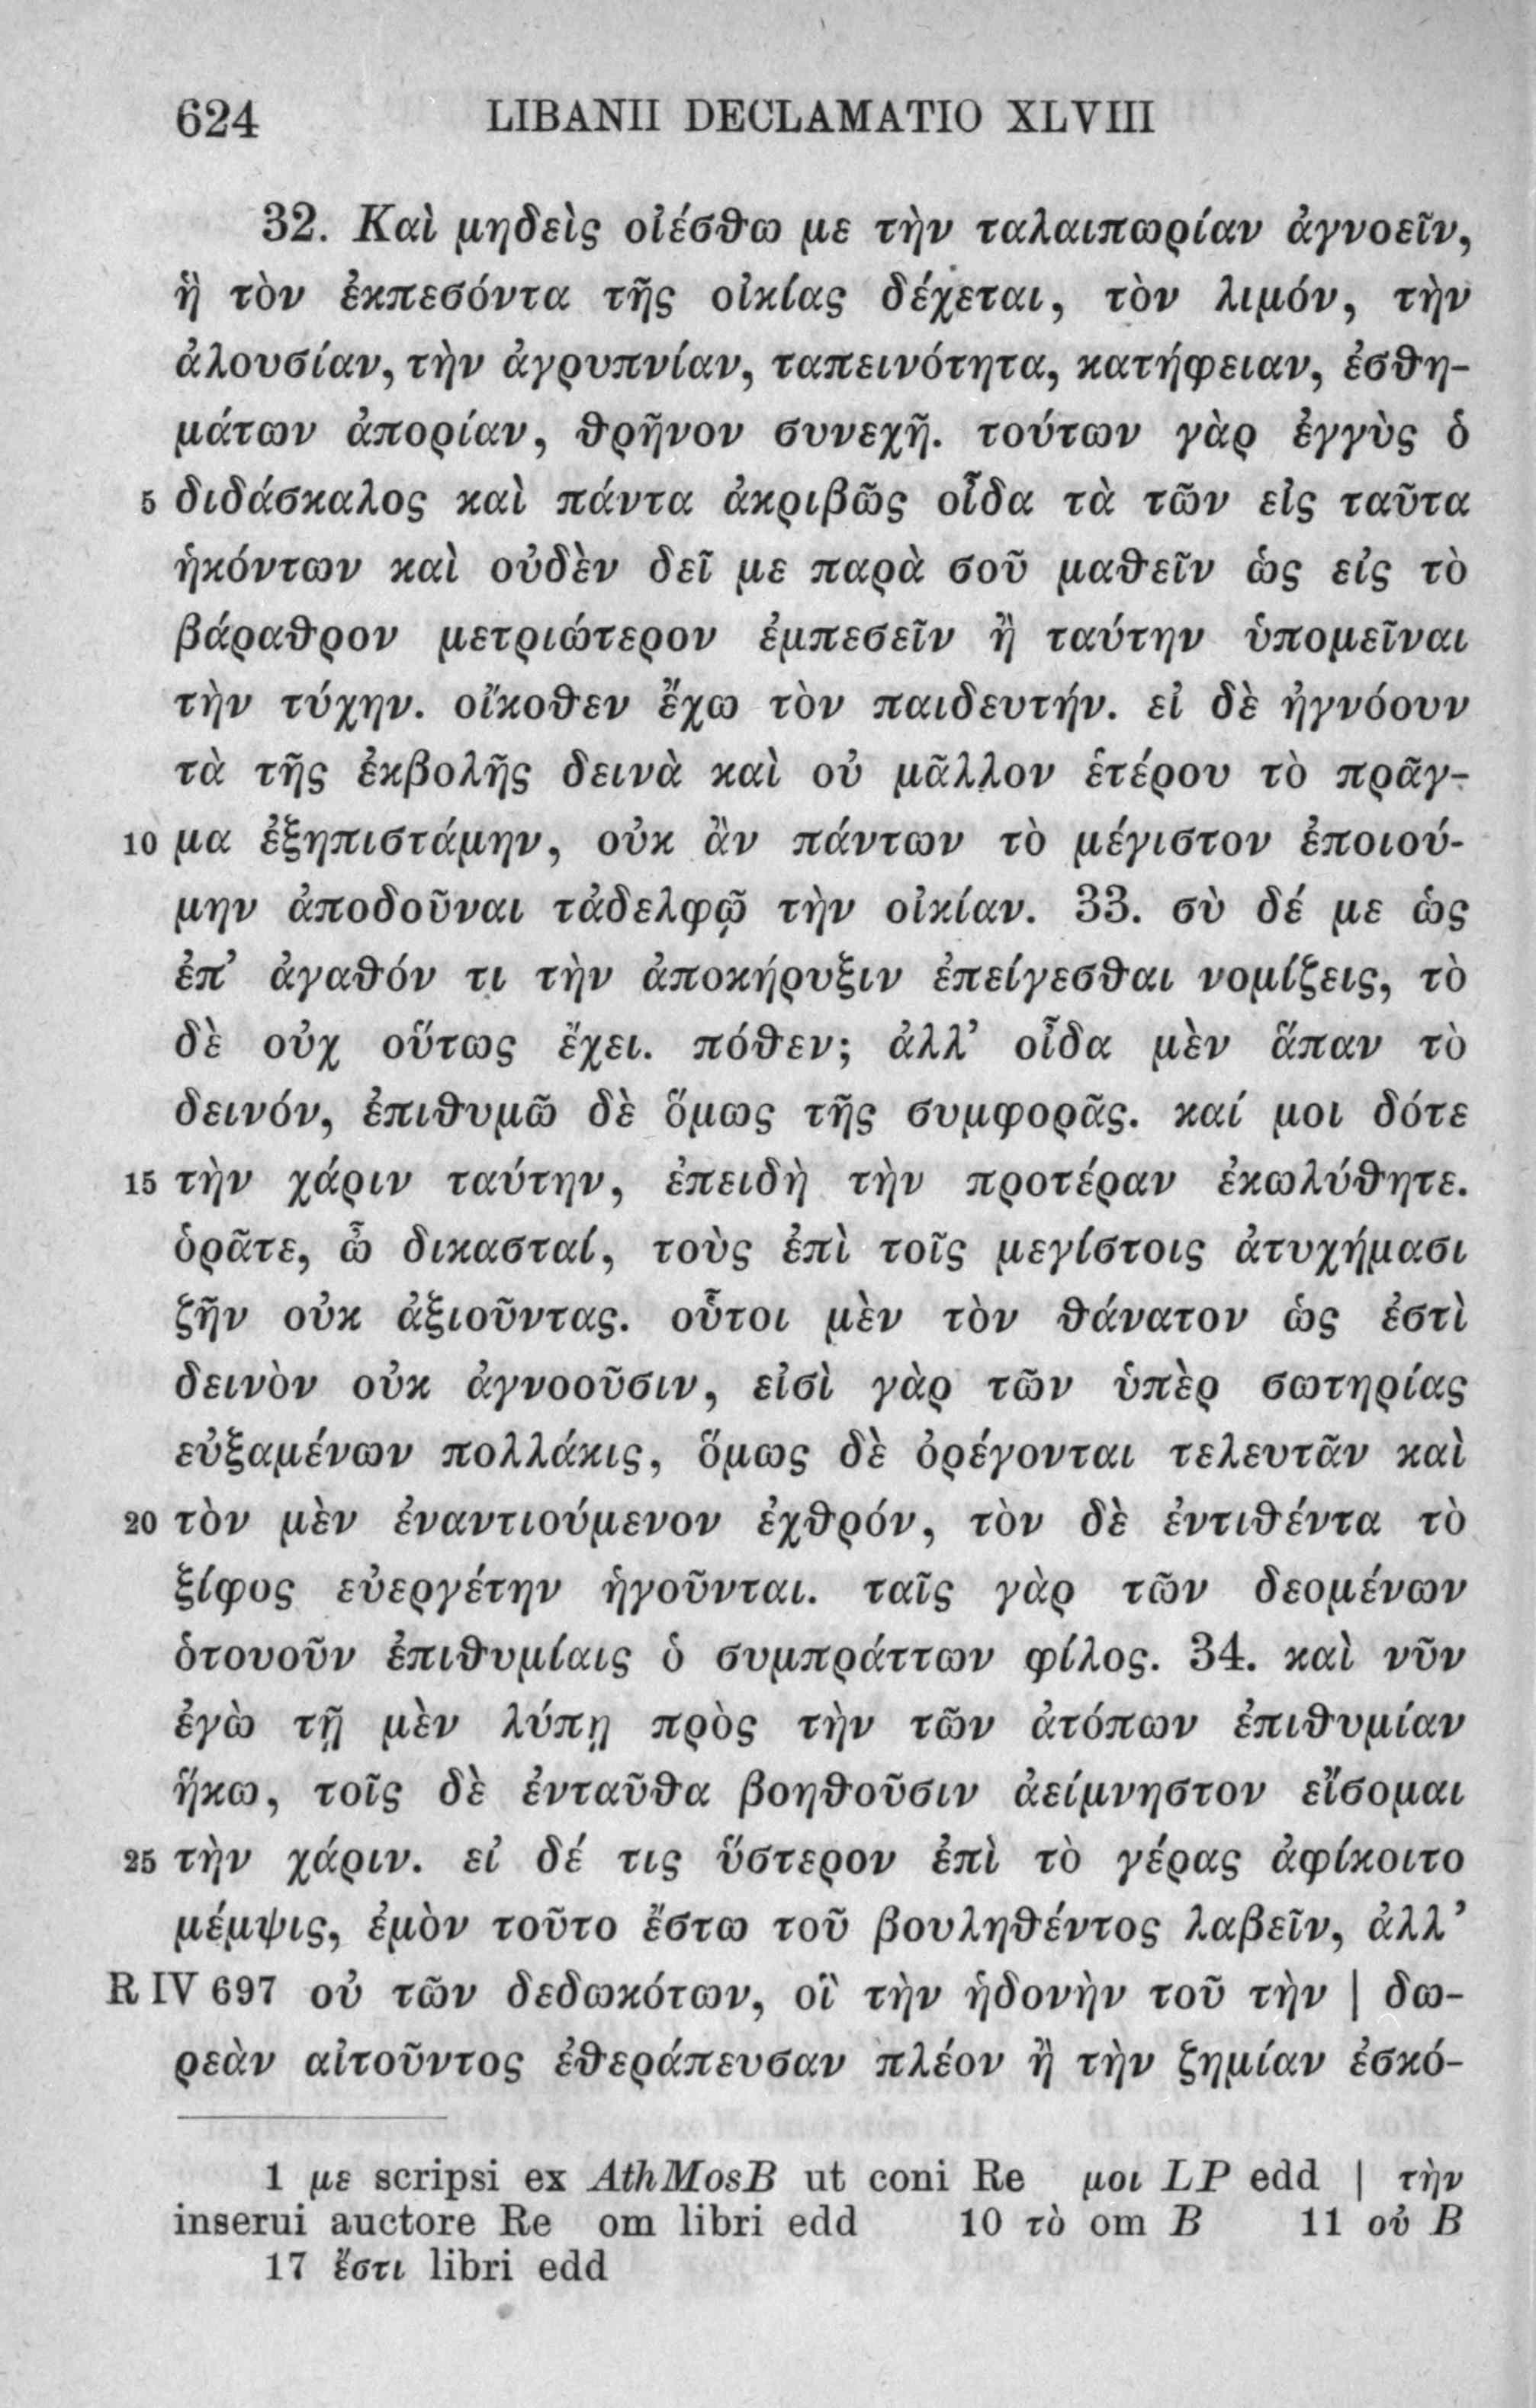 624 LIBANII DECLAMATIO XLVIII
32. Καὶ μηδεὶς οἰέσθω με τὴν ταλαιπωρίαν ἀγνοεῖν,
ἣ τὸν ἐκπεσόντα τῆς οἰκίας δέχεται, τὸν λιμόν, τὴν
ἀλουσίαν, τὴν ἀγρυπνίαν, ταπεινότητα, κατήφειαν, ἐσθη-
μάτων ἀπορίαν, θρῆνον συνεχῆ. τούτων γὰρ ἐγγὺς ὁ
5 διδάσκαλος καὶ πάντα ἀκριβῶς οἶδα τὰ τῶν εἰς ταῦτα
ἡκόντων καὶ οὐδὲν δεῖ με παρὰ σοῦ μαθεῖν ὡς εἰς τὸ
βάραθρον μετριώτερον ἐμπεσεῖν ἢ ταύτην ὑπομεῖναι
τὴν τύχην. οἴκοθεν ἔχω τὸν παιδευτήν. εἰ δὲ ἠγνόουν
τὰ τῆς ἐκβολῆς δεινὰ καὶ οὐ μᾶλλον ἑτέρου τὸ πρᾶγ-
10 μα ἐξηπιστάμην, οὐκ ἂν πάντων τὸ μέγιστον ἐποιού-
μην ἀποδοῦναι τἀδελφῷ τὴν οἰκίαν. 33. σὺ δέ με ὡς
ἐπ’ ἀγαθόν τι τὴν ἀποκήρυξιν ἐπείγεσθαι νομίζεις, τὸ
δὲ οὐχ οὕτως ἔχει. πόθεν; ἀλλ’ οἶδα μὲν ἅπαν τὸ
δεινόν, ἐπιθυμῶ δὲ ὅμως τῆς συμφορᾶς. καί μοι δότε
15 τὴν χάριν ταύτην, ἐπειδὴ τὴν προτέραν ἐκωλύθητε.
ὁρᾶτε, ὦ δικασταί, τοὺς ἐπὶ τοῖς μεγίστοις ἀτυχήμασι
ζῆν οὐκ ἀξιοῦντας. οὗτοι μὲν τὸν θάνατον ὡς ἐστὶ
δεινὸν οὐκ ἀγνοοῦσιν, εἰσὶ γὰρ τῶν ὑπὲρ σωτηρίας
εὐξαμένων πολλάκις, ὅμως δὲ ὀρέγονται τελευτᾶν καὶ
20 τὸν μὲν ἐναντιούμενον ἐχθρόν, τὸν δὲ ἐντιθέντα τὸ
ξίφος εὐεργέτην ἡγοῦνται. ταῖς γὰρ τῶν δεομένων
ὁτουοῦν ἐπιθυμίαις ὁ συμπράττων φίλος. 34. καὶ νῦν
ἐγὼ τῇ μὲν λύπῃ πρὸς τὴν τῶν ἀτόπων ἐπιθυμίαν
ἥκω, τοῖς δὲ ἐνταῦθα βοηθοῦσιν ἀείμνηστον εἴσομαι
25 τὴν χάριν. εἰ δέ τις ὕστερον ἐπὶ τὸ γέρας ἀφίκοιτο
μέμψις, ἐμὸν τοῦτο ἔστω τοῦ βουληθέντος λαβεῖν, ἀλλ’
R IV 697 οὐ τῶν δεδωκότων, οἳ τὴν ἡδονὴν τοῦ τὴν | δω-
ρεὰν αἰτοῦντος ἐθεράπευσαν πλέον ἢ τὴν ζημίαν ἐσκό-
1 με scripsi ex AthMosB ut coni Re μοι LP edd | τὴν
inserui auctore Re om libri edd 10 τὸ om B 11 οὐ B
17 ἔστι libri edd